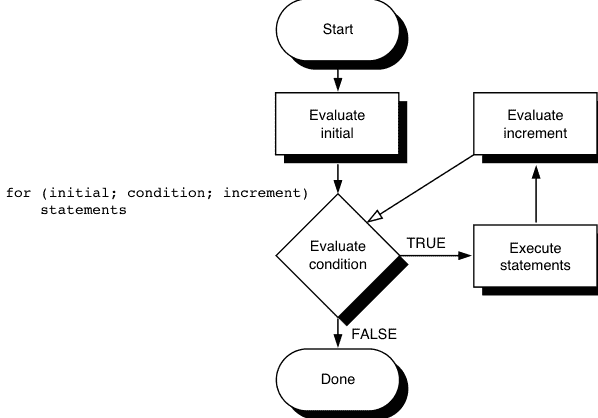 Start
Evaluate
initial
Evaluate
increment
for (initial; condition; increment)
    statements
Evaluate
condition
TRUE
Execute
statements
FALSE
Done